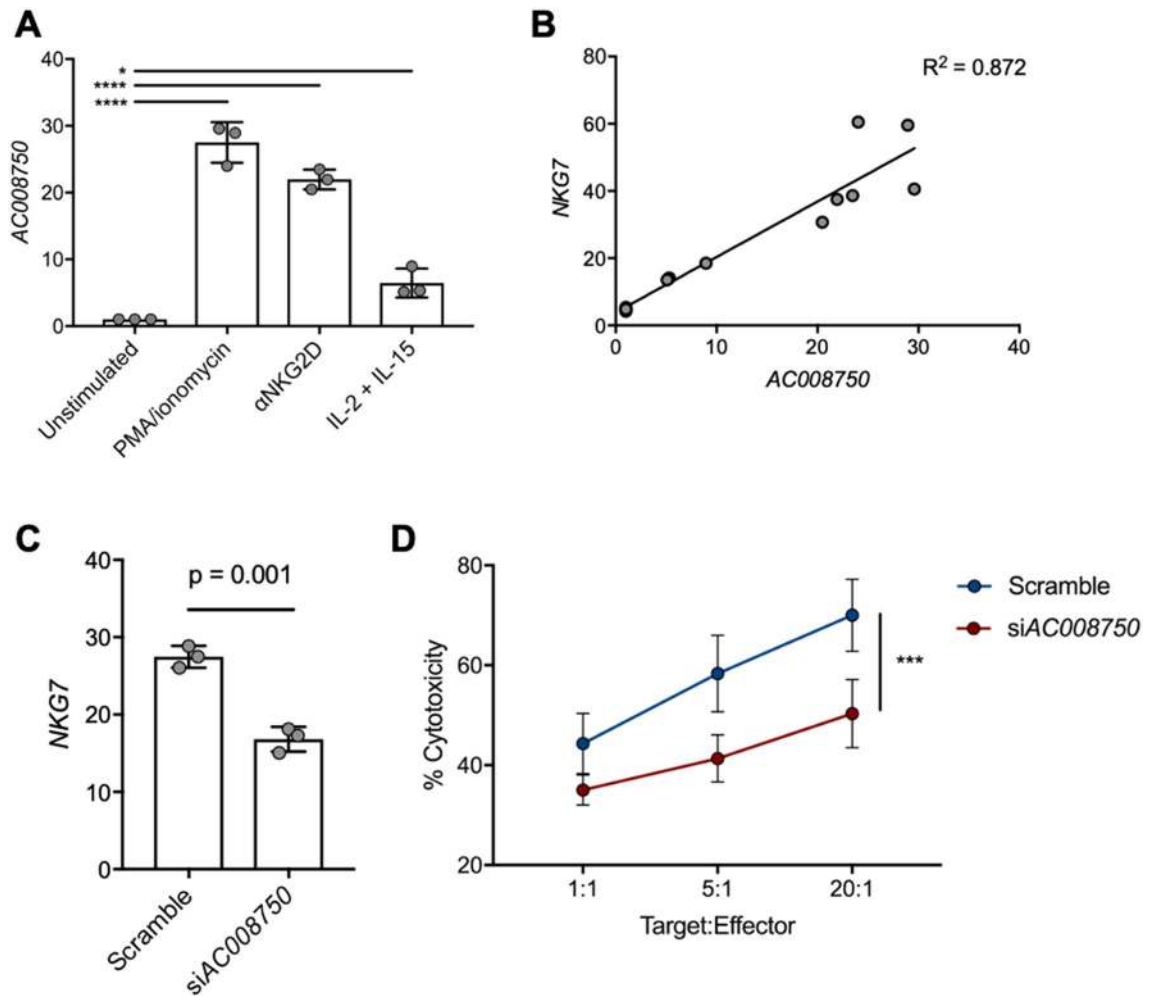 A
AC008750
40
30
20
10
0
*
****
****
Unstimulated
PMA/ionomycin
αNKG2D
IL-2 + IL-15
B
NKG7
80
60
40
20
0
R² = 0.872
0 10 20 30 40
AC008750
C
NKG7
40
30
20
10
0
p = 0.001
Scramble
siAC008750
D
% Cytotoxicity
80
60
40
20
1:1 5:1 20:1
Target:Effector
***
Scramble
siAC008750